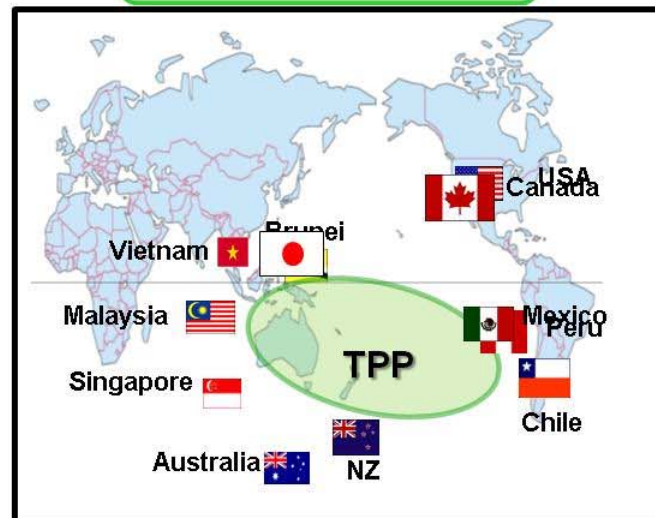 USA
Canada
Brunei
Vietnam
Malaysia
Mexico
Peru
TPP
Singapore
Chile
Australia
NZ